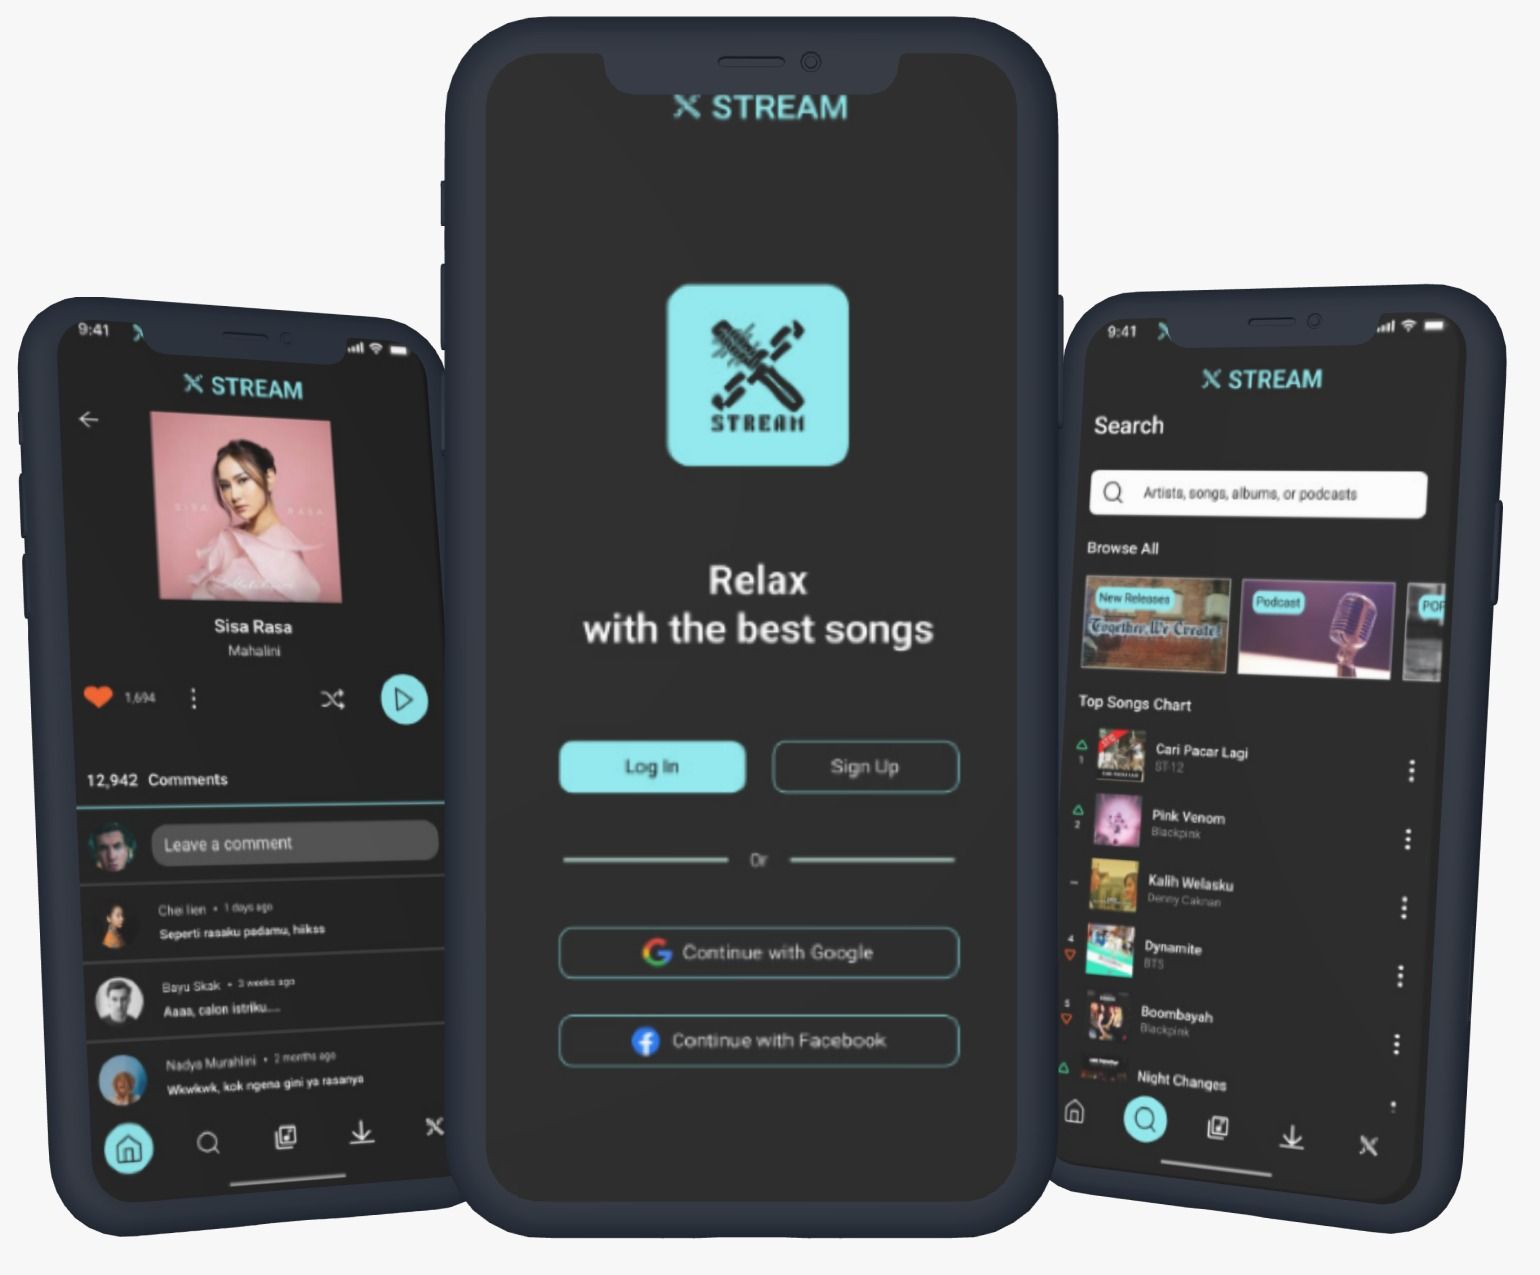 9:41
STREAM
SISA RASA
Sisa Rasa
Mahalini
1,694
12,942 Comments
Leave a comment
Chei lien • 1 days ago
Seperti rasaku padamu, hiikss
Bayu Skak • 3 weeks ago
Aaaa, calon istriku....
Nadya Murahlini • 2 months ago
Wkwkwk, kok ngena gini ya rasanya
STREAM
STREAM
Relax
with the best songs
Log In
Sign Up
Or
Continue with Google
Continue with Facebook
9:41
STREAM
Search
Artists, songs, albums, or podcasts
Browse All
New Releases
Together We Create!
Podcast
POP
Top Songs Chart
1
Cari Pacar Lagi
ST-12
2
Pink Venom
Blackpink
Kalih Welasku
Denny Caknan
4
Dynamite
BTS
5
Boombayah
Blackpink
Night Changes